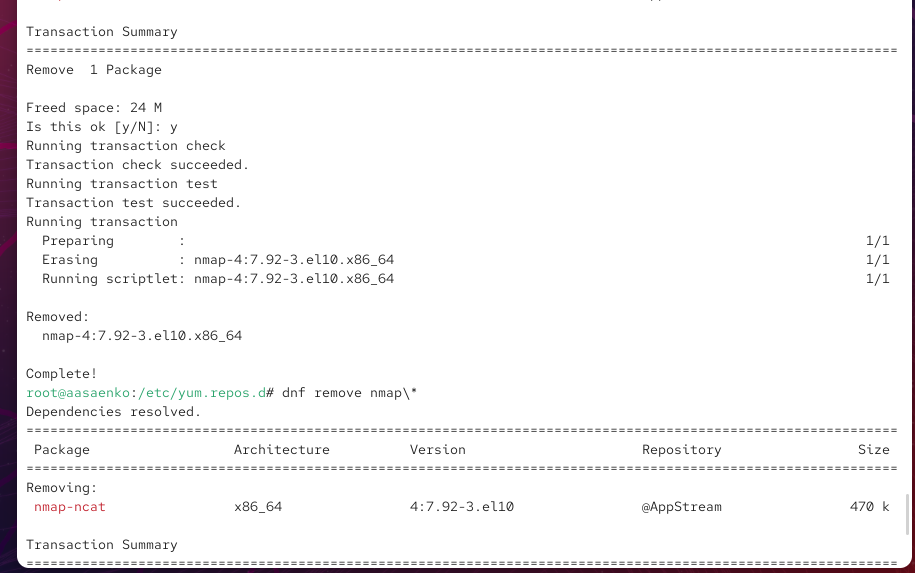 Transaction Summary
================================================================================
Remove  1 Package
Freed space: 24 M
Is this ok [y/N]: y
Running transaction check
Transaction check succeeded.
Running transaction test
Transaction test succeeded.
Running transaction
  Preparing        :                                                                                     1/1
  Erasing          : nmap-4:7.92-3.el10.x86_64                                                           1/1
  Running scriptlet: nmap-4:7.92-3.el10.x86_64                                                           1/1
Removed:
  nmap-4:7.92-3.el10.x86_64
Complete!
root@aasaenko:/etc/yum.repos.d# dnf remove nmap\*
Dependencies resolved.
================================================================================
 Package                  Architecture          Version                      Repository                 Size
================================================================================
Removing:
 nmap-ncat                x86_64                4:7.92-3.el10                @AppStream                470 k
Transaction Summary
================================================================================